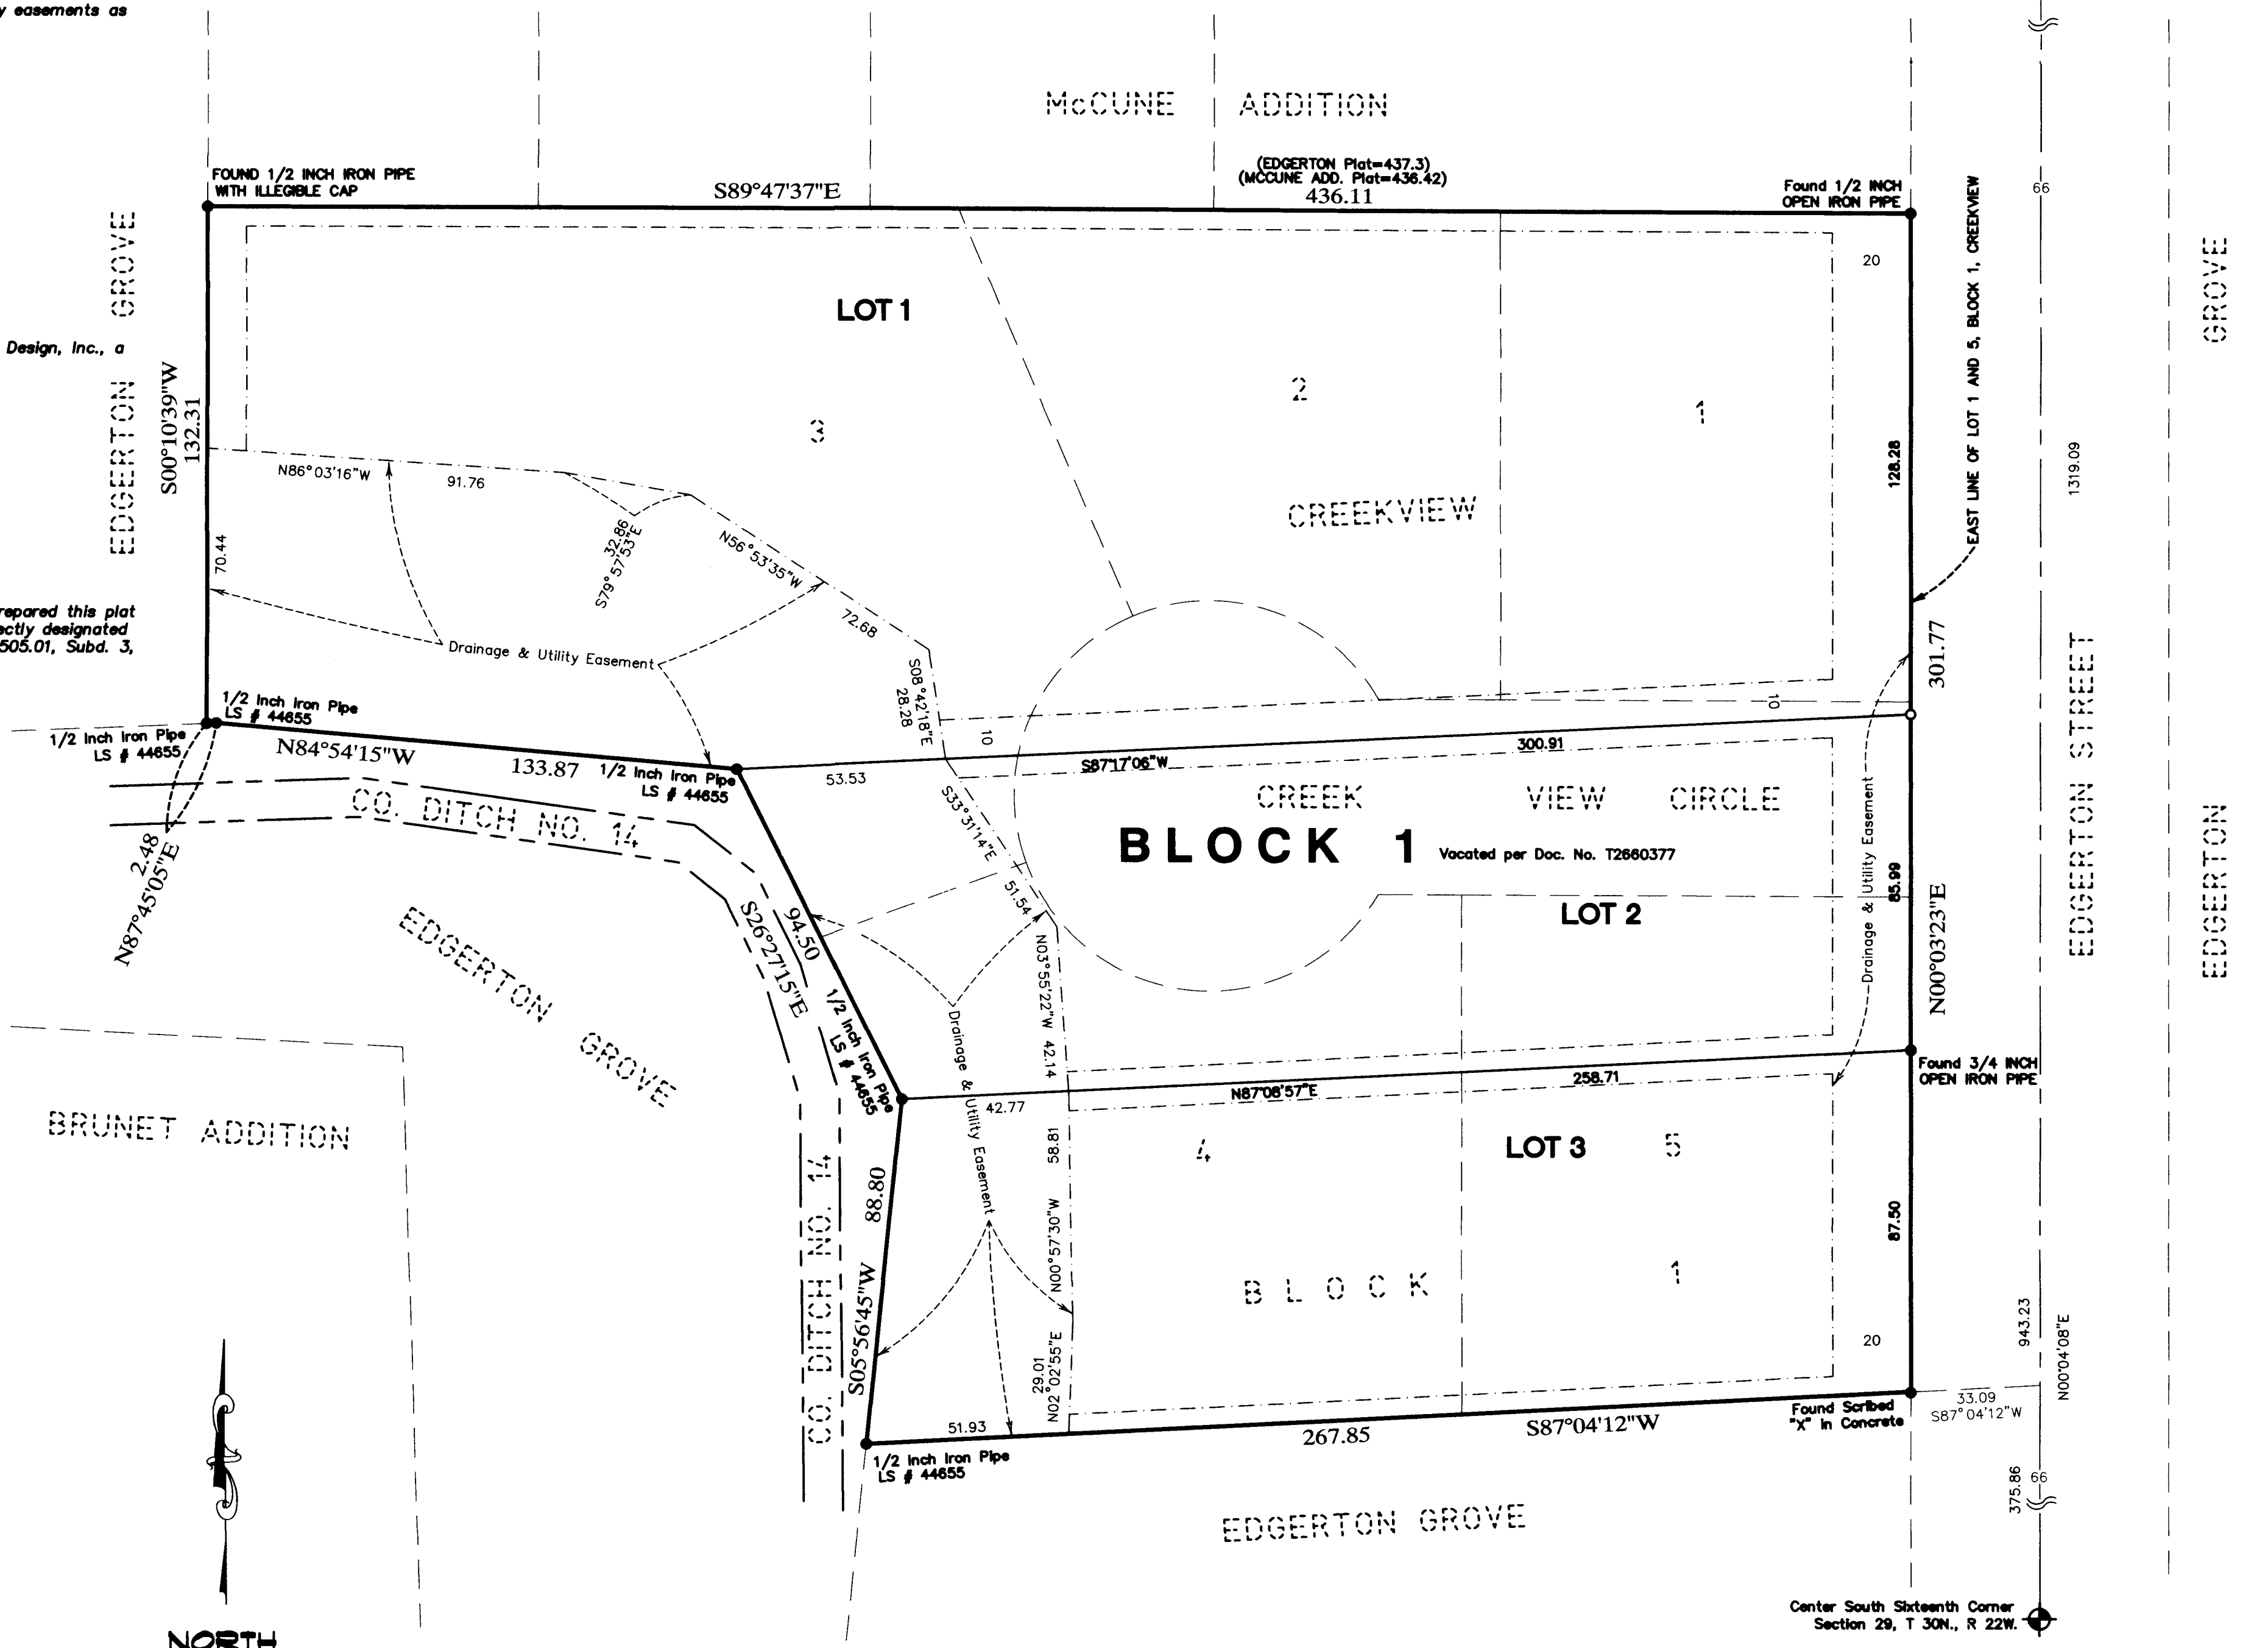 y easements as
McCUNE ADDITION
(EDGERTON Plat=437.3)
(MCCUNE ADD. Plat=436.42)
436.11
S89°47'37"E
FOUND 1/2 INCH IRON PIPE
WITH ILLEGIBLE CAP
Found 1/2 INCH
OPEN IRON PIPE
66
20
EDGERTON GROVE
S00°10'39"W
132.31
Design, Inc., a
LOT 1
3
2
1
CREEKVIEW
128.28
EAST LINE OF LOT 1 AND 5, BLOCK 1, CREEKVIEW
1319.09
GROVE
N86°03'16"W
91.76
32.86
S79°57'53"E
N56°53'35"W
72.68
70.44
Drainage & Utility Easement
repared this plat
ectly designated
505.01, Subd. 3,
S08°42'18"E
28.28
10
10
301.77
1/2 Inch Iron Pipe
LS # 44655
1/2 Inch Iron Pipe
LS # 44655
N84°54'15"W
133.87
1/2 Inch Iron Pipe
LS # 44655
53.53
S87°17'06"W
300.91
2.48
N87°45'05"E
CO. DITCH NO. 14
S33°31'14"E
51.54
CREEK VIEW CIRCLE
BLOCK 1
Vacated per Doc. No. T2660377
LOT 2
Drainage & Utility Easement
85.99
N00°03'23"E
EDGERTON STREET
EDGERTON
94.50
S26°27'15"E
EDGERTON GROVE
1/2 Inch Iron Pipe
LS # 44655
Drainage & Utility Easement
N03°55'22"W 42.14
Found 3/4 INCH
OPEN IRON PIPE
42.77
N87°08'57"E
258.71
BRUNET ADDITION
4
LOT 3
5
58.81
N00°57'30"W
88.80
S05°56'45"W
CO. DITCH NO. 14
BLOCK 1
87.50
20
29.01
N02°02'55"E
943.23
N00°04'08"E
33.09
S87°04'12"W
Found Scribed
"X" in Concrete
51.93
267.85
S87°04'12"W
1/2 Inch Iron Pipe
LS # 44655
375.86
66
EDGERTON GROVE
Center South Sixteenth Corner
Section 29, T 30N., R 22W.
NORTH